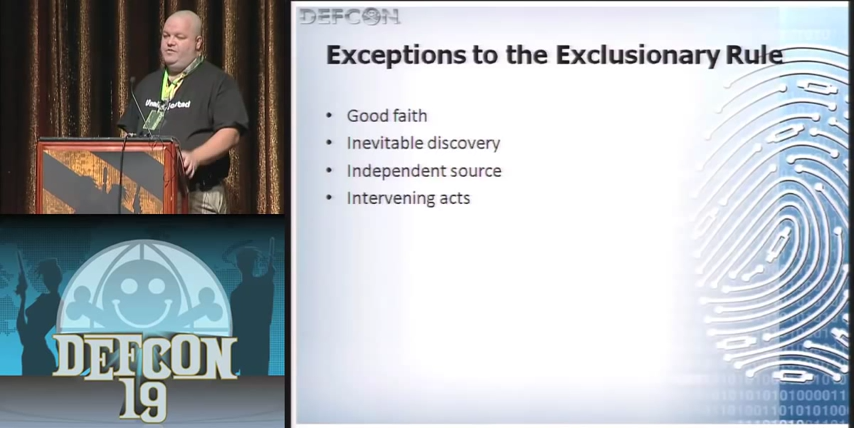 DEFCON
Exceptions to the Exclusionary Rule
• Good faith
• Inevitable discovery
• Independent source
• Intervening acts
DEFCON
19